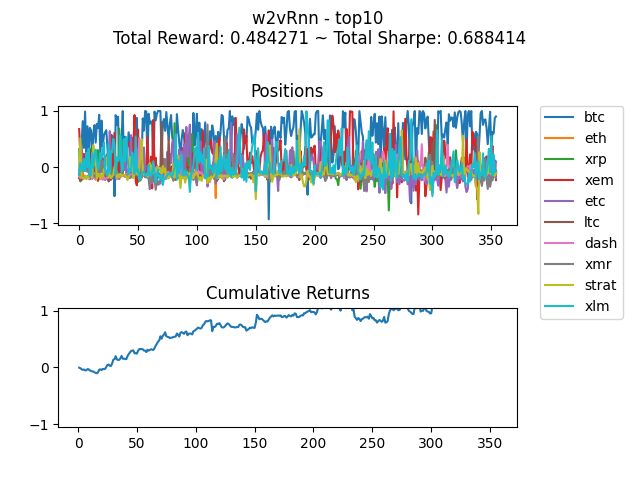 w2vRnn - top10
Total Reward: 0.484271 ~ Total Sharpe: 0.688414
Positions
1
0
−1
0 50 100 150 200 250 300 350
btc
eth
xrp
xem
etc
ltc
dash
xmr
strat
xlm
Cumulative Returns
1
0
−1
0 50 100 150 200 250 300 350